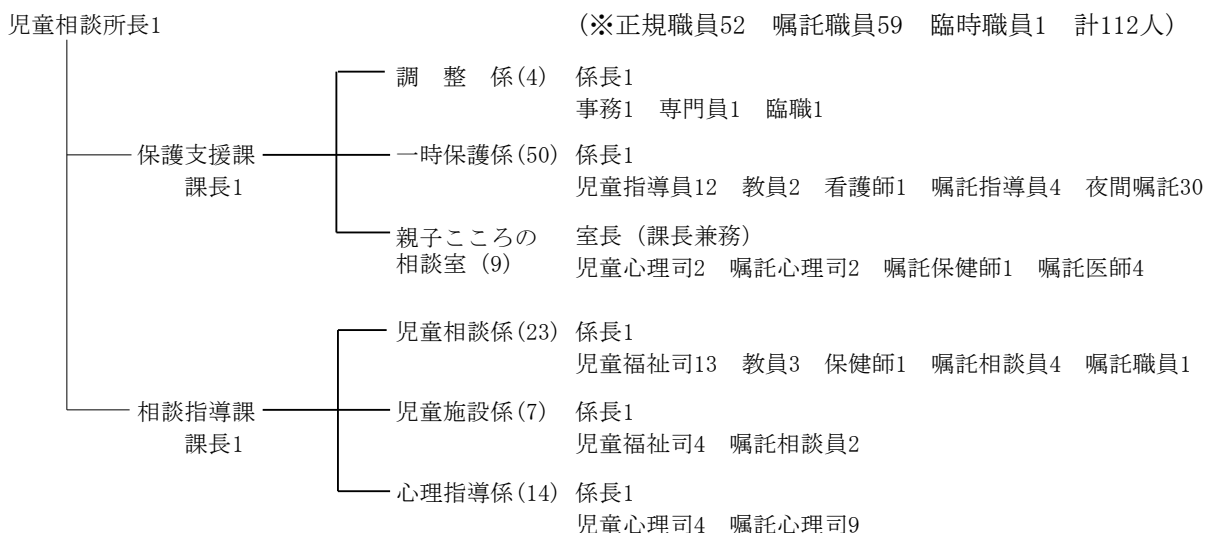 児童相談所長1
(※正規職員52 嘱託職員59 臨時職員1 計112人)
調 整 係(4) 係長1
事務1 専門員1 臨職1
保護支援課
課長1
一時保護係(50) 係長1
児童指導員12 教員2 看護師1 嘱託指導員4 夜間嘱託30
親子こころの
相談室(9)
室長(課長兼務)
児童心理司2 嘱託心理司2 嘱託保健師1 嘱託医師4
児童相談係(23) 係長1
児童福祉司13 教員3 保健師1 嘱託相談員4 嘱託職員1
相談指導課
課長1
児童施設係(7) 係長1
児童福祉司4 嘱託相談員2
心理指導係(14) 係長1
児童心理司4 嘱託心理司9